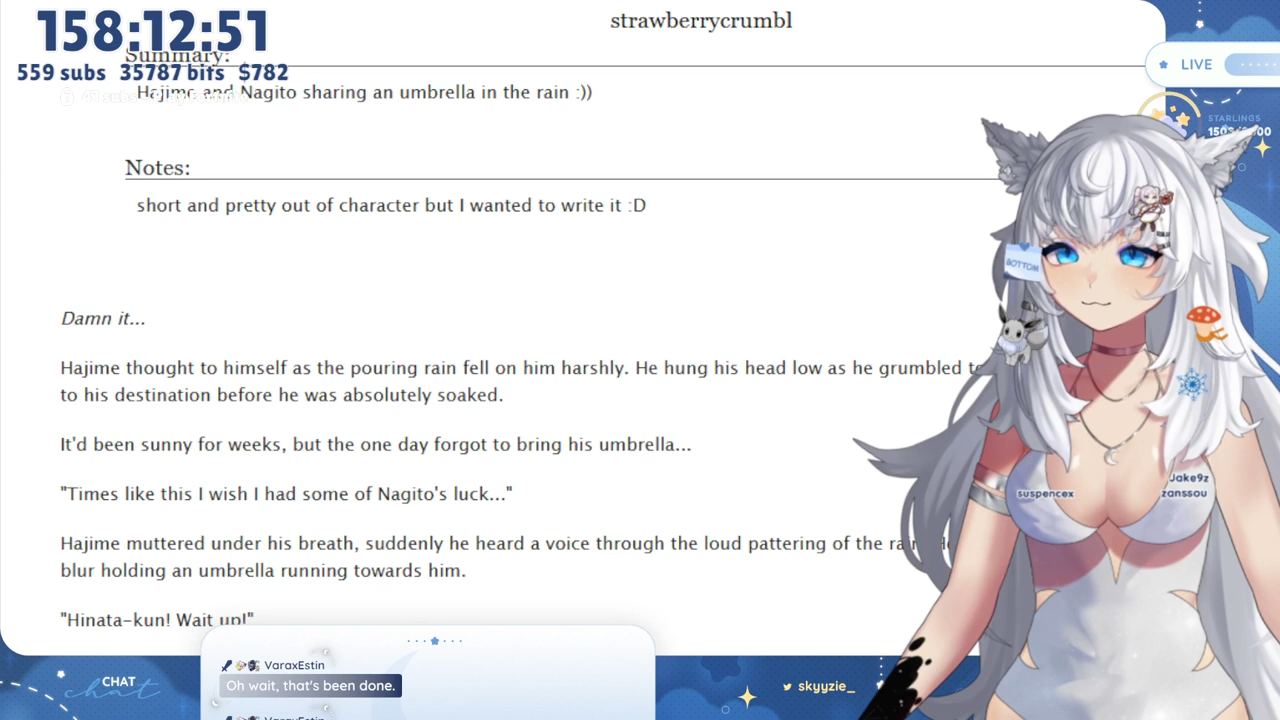 158:12:51
559 subs 35787 bits $782
strawberrycrumbl
Summary:
Hajime and Nagito sharing an umbrella in the rain :))
LIVE
STARLINGS
Notes:
short and pretty out of character but I wanted to write it :D
BOTTOM
Damn it...
Hajime thought to himself as the pouring rain fell on him harshly. He hung his head low as he grumbled
to his destination before he was absolutely soaked.
It'd been sunny for weeks, but the one day forgot to bring his umbrella...
"Times like this I wish I had some of Nagito's luck..."
Jake9z
suspencex
zanssou
Hajime muttered under his breath, suddenly he heard a voice through the loud pattering of the
blur holding an umbrella running towards him.
"Hinata-kun! Wait up!"
VaraxEstin
Oh wait, that's been done.
VaraxEstin
CHAT
chat
skyyzie_